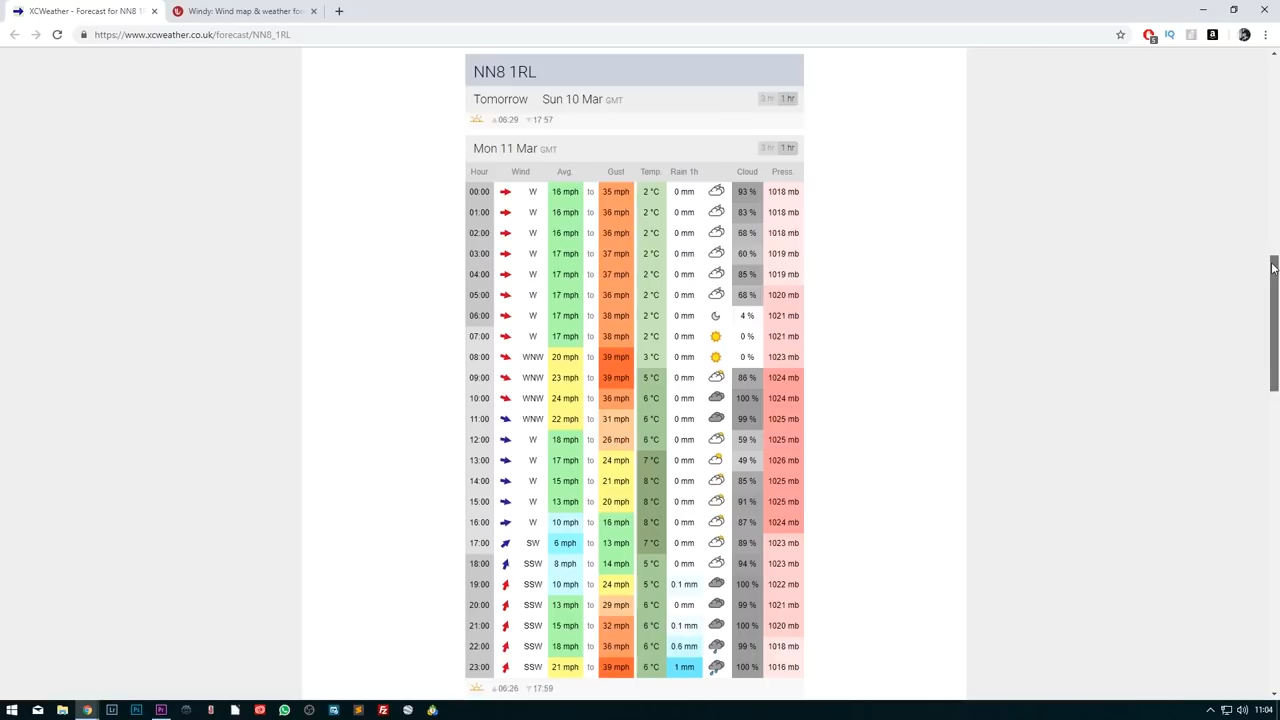 XCWeather - Forecast for NN8 1R
Windy: Wind map & weather for
https://www.xcweather.co.uk/forecast/NN8_1RL
NN8 1RL
Tomorrow Sun 10 Mar GMT 3 hr 1 hr
06:29 17:57
Mon 11 Mar GMT 3 hr 1 hr
Hour Wind Avg. Gust Temp. Rain 1h Cloud Press.
00:00 W 16 mph to 35 mph 2 °C 0 mm 93 % 1018 mb
01:00 W 16 mph to 36 mph 2 °C 0 mm 83 % 1018 mb
02:00 W 16 mph to 36 mph 2 °C 0 mm 68 % 1018 mb
03:00 W 17 mph to 37 mph 2 °C 0 mm 60 % 1019 mb
04:00 W 17 mph to 37 mph 2 °C 0 mm 85 % 1019 mb
05:00 W 17 mph to 36 mph 2 °C 0 mm 68 % 1020 mb
06:00 W 17 mph to 38 mph 2 °C 0 mm 4 % 1021 mb
07:00 W 17 mph to 38 mph 2 °C 0 mm 0 % 1021 mb
08:00 WNW 20 mph to 39 mph 3 °C 0 mm 0 % 1023 mb
09:00 WNW 23 mph to 39 mph 5 °C 0 mm 86 % 1024 mb
10:00 WNW 24 mph to 36 mph 6 °C 0 mm 100 % 1024 mb
11:00 WNW 22 mph to 31 mph 6 °C 0 mm 99 % 1025 mb
12:00 W 18 mph to 26 mph 6 °C 0 mm 59 % 1025 mb
13:00 W 17 mph to 24 mph 7 °C 0 mm 49 % 1026 mb
14:00 W 15 mph to 21 mph 8 °C 0 mm 85 % 1025 mb
15:00 W 13 mph to 20 mph 8 °C 0 mm 91 % 1025 mb
16:00 W 10 mph to 16 mph 8 °C 0 mm 87 % 1024 mb
17:00 SW 6 mph to 13 mph 7 °C 0 mm 89 % 1023 mb
18:00 SSW 8 mph to 14 mph 5 °C 0 mm 94 % 1023 mb
19:00 SSW 10 mph to 24 mph 5 °C 0.1 mm 100 % 1022 mb
20:00 SSW 13 mph to 29 mph 6 °C 0 mm 99 % 1021 mb
21:00 SSW 15 mph to 32 mph 6 °C 0.1 mm 100 % 1020 mb
22:00 SSW 18 mph to 36 mph 6 °C 0.6 mm 99 % 1018 mb
23:00 SSW 21 mph to 39 mph 6 °C 1 mm 100 % 1016 mb
06:26 17:59
11:04